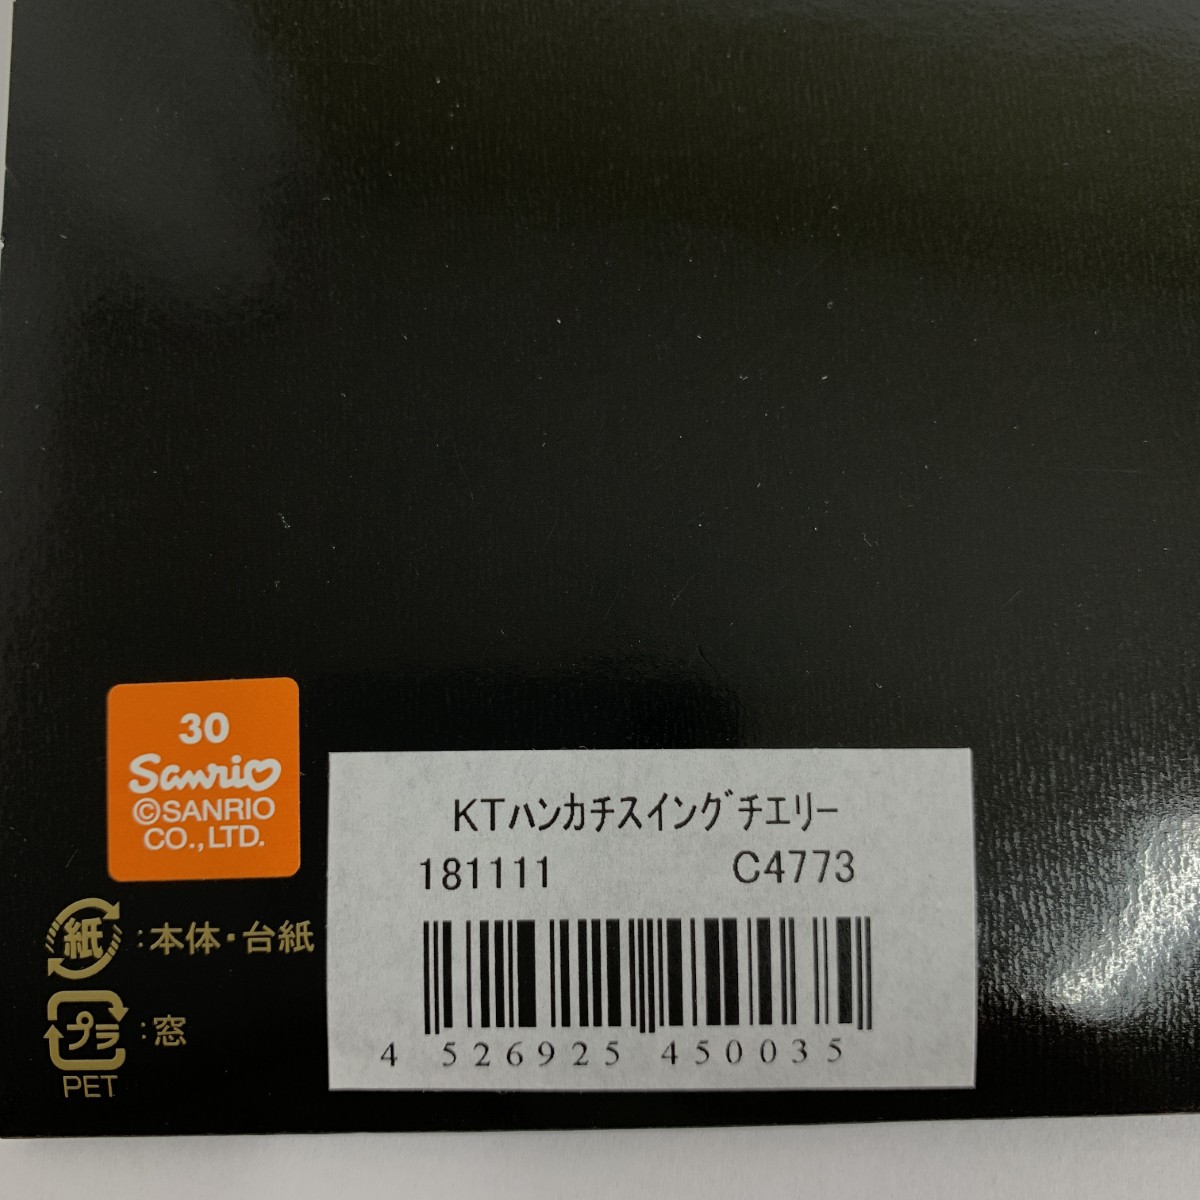 30
Sanrio
©SANRIO
CO.,LTD.
KTハンカチスイングチエリー
181111 C4773
4 526925 450035
紙:本体・台紙
プラ:窓
PET